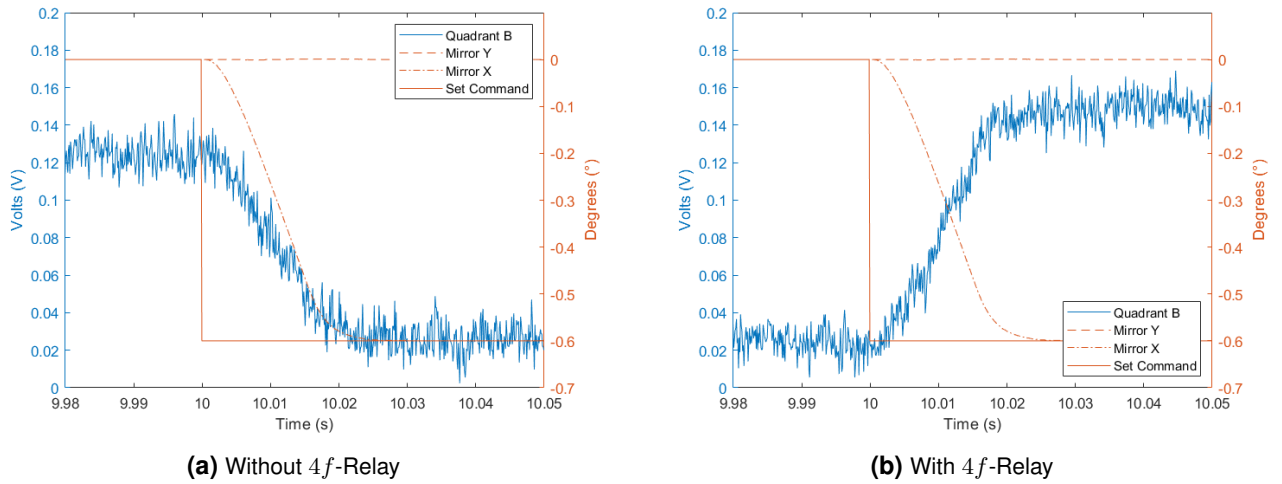 0.2
0.18
0.16
0.14
0.12
0.1
0.08
0.06
0.04
0.02
0
Volts (V)
9.98 9.99 10 10.01 10.02 10.03 10.04 10.05
Time (s)
0
-0.1
-0.2
-0.3
-0.4
-0.5
-0.6
-0.7
Degrees (°)
Quadrant B
Mirror Y
Mirror X
Set Command
(a) Without 4f-Relay
0.2
0.18
0.16
0.14
0.12
0.1
0.08
0.06
0.04
0.02
0
Volts (V)
9.98 9.99 10 10.01 10.02 10.03 10.04 10.05
Time (s)
0
-0.1
-0.2
-0.3
-0.4
-0.5
-0.6
-0.7
Degrees (°)
Quadrant B
Mirror Y
Mirror X
Set Command
(b) With 4f-Relay